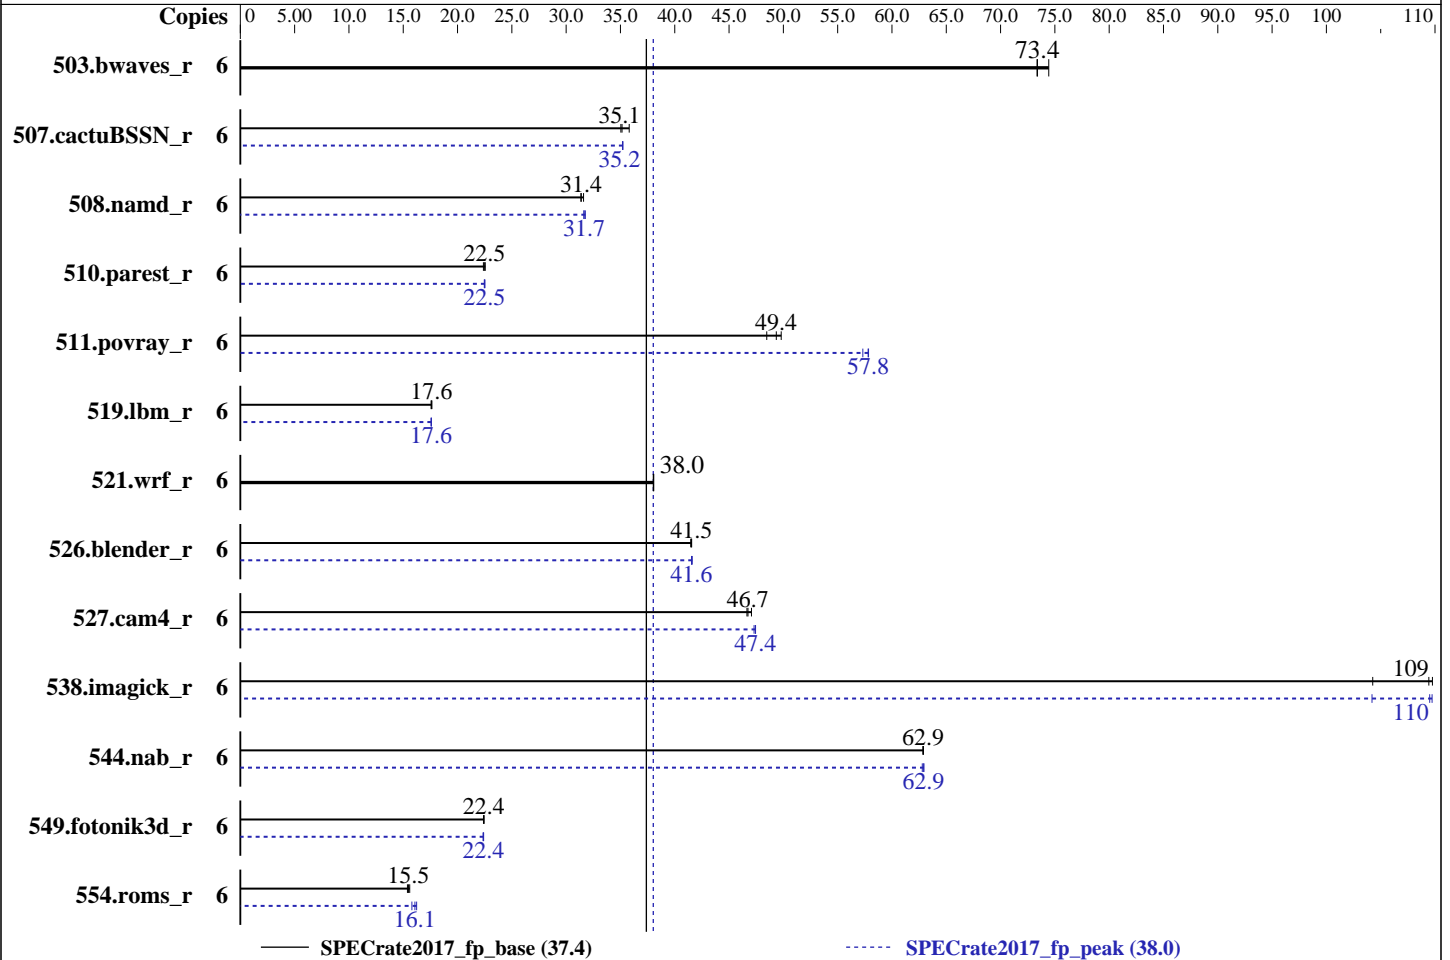 Copies 0 5.00 10.0 15.0 20.0 25.0 30.0 35.0 40.0 45.0 50.0 55.0 60.0 65.0 70.0 75.0 80.0 85.0 90.0 95.0 100 110
503.bwaves_r 6 73.4
507.cactuBSSN_r 6 35.1
35.2
508.namd_r 6 31.4
31.7
510.parest_r 6 22.5
22.5
511.povray_r 6 49.4
57.8
519.lbm_r 6 17.6
17.6
521.wrf_r 6 38.0
526.blender_r 6 41.5
41.6
527.cam4_r 6 46.7
47.4
538.imagick_r 6 109
110
544.nab_r 6 62.9
62.9
549.fotonik3d_r 6 22.4
22.4
554.roms_r 6 15.5
16.1
SPECrate2017_fp_base (37.4) SPECrate2017_fp_peak (38.0)